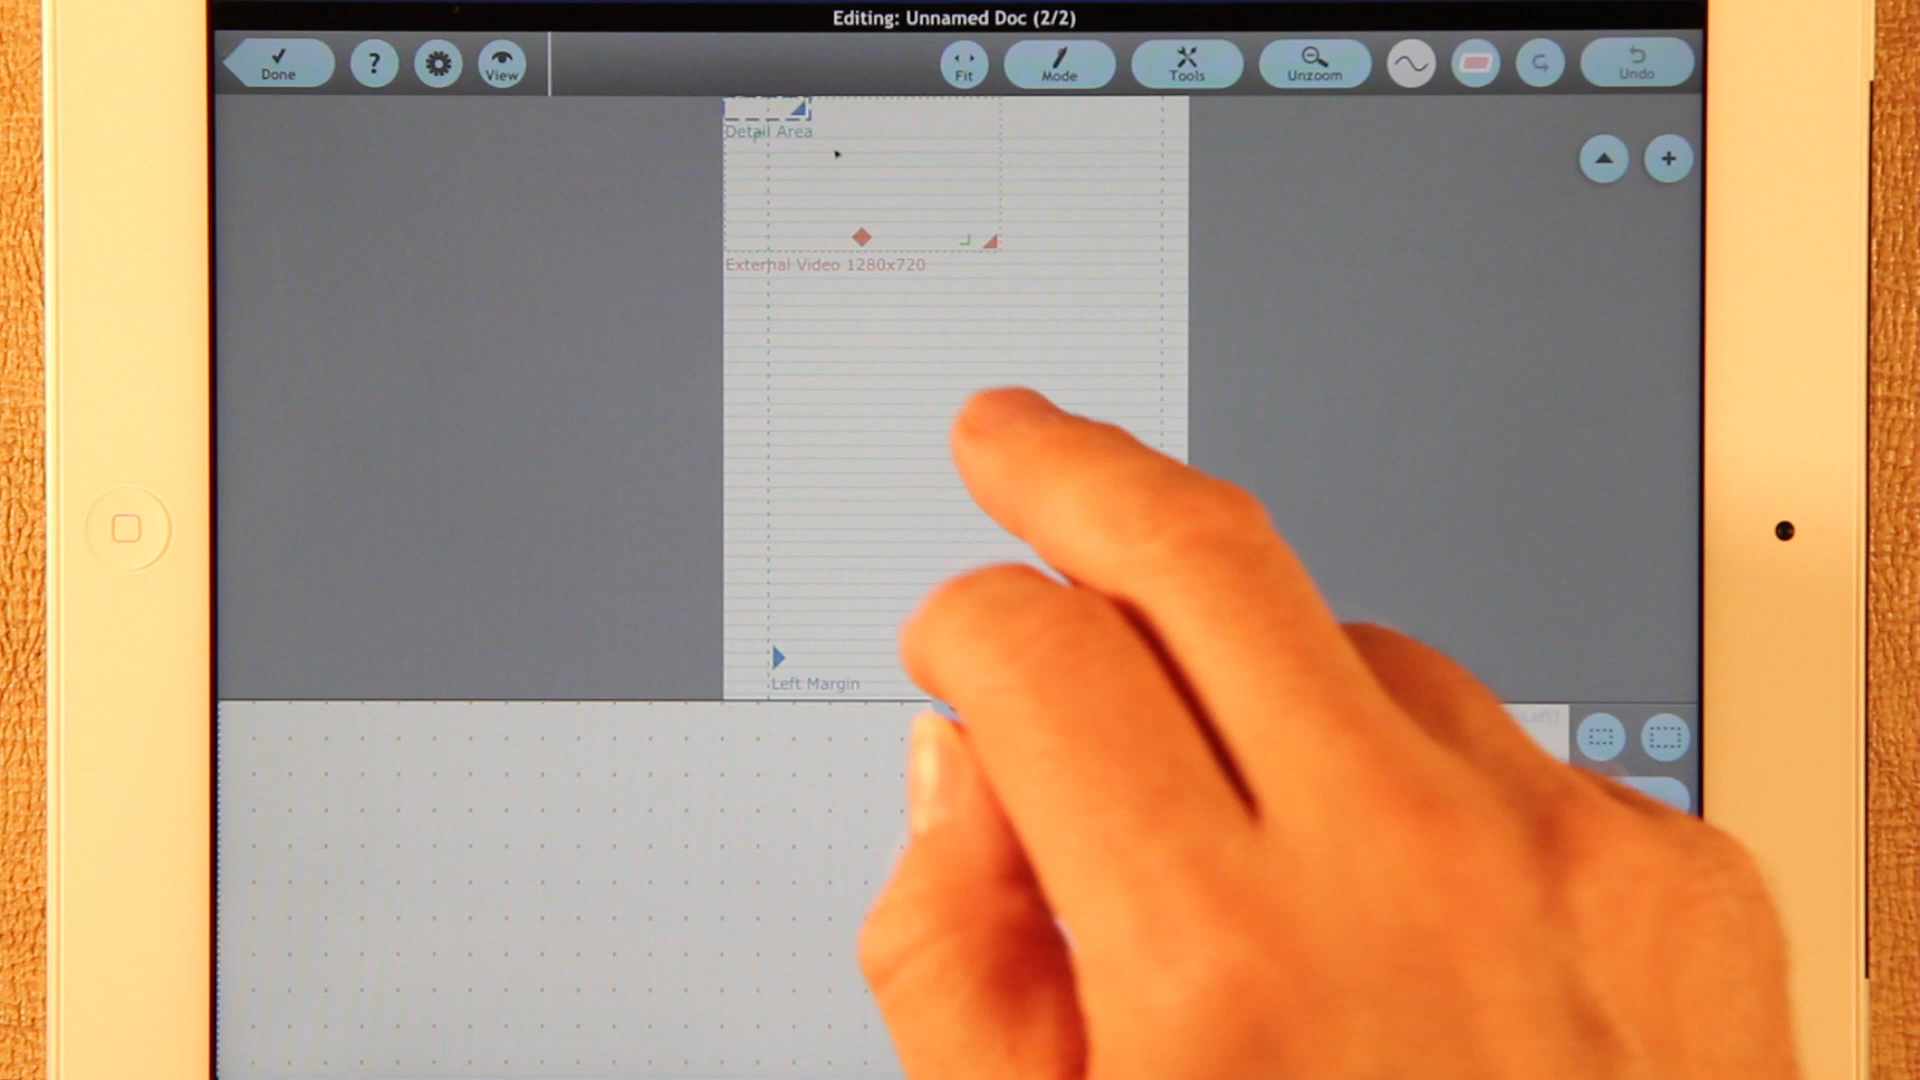 Editing: Unnamed Doc (2/2)
Done
?
View
Fit
Mode
Tools
Unzoom
Undo
Detail Area
External Video 1280x720
Left Margin
Left)